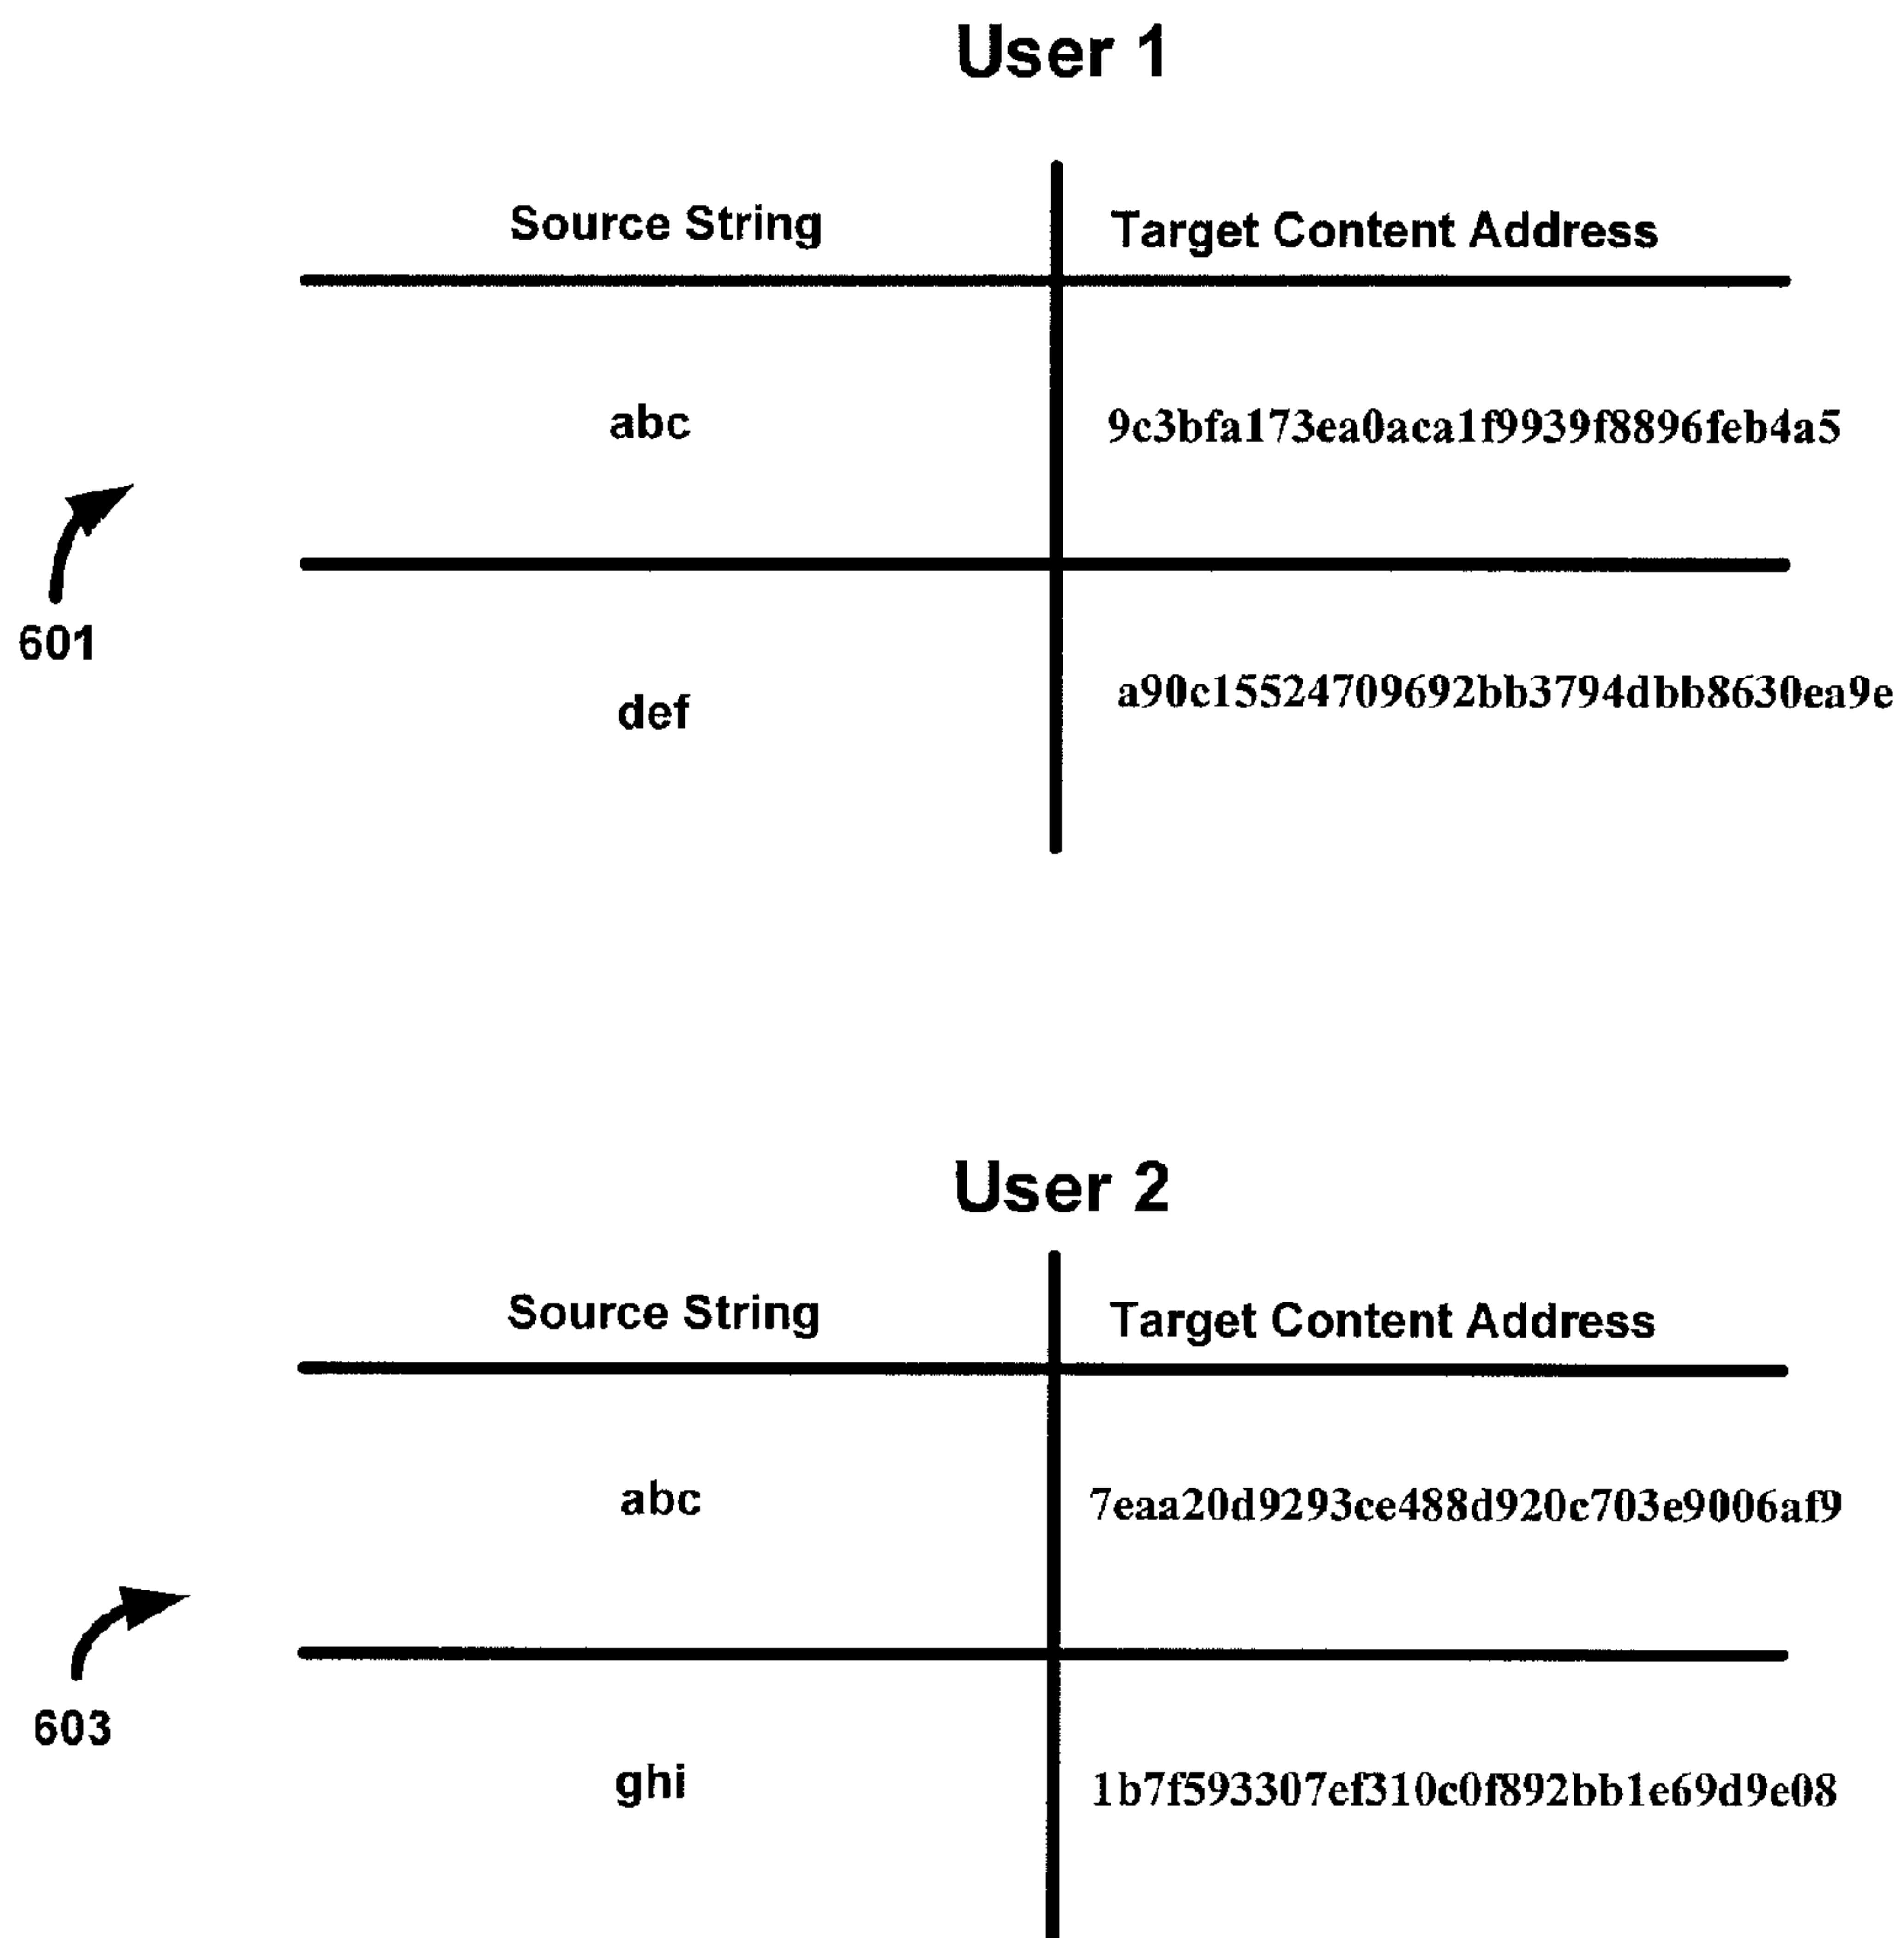 User 1
Source String Target Content Address
abc 9c3bfa173ea0aca1f9939f8896feb4a5
601
def a90c15524709692bb3794dbb8630ea9e
User 2
Source String Target Content Address
abc 7eaa20d9293ce488d920c703e9006af9
603
ghi 1b7f593307ef310c0f892bb1e69d9e08